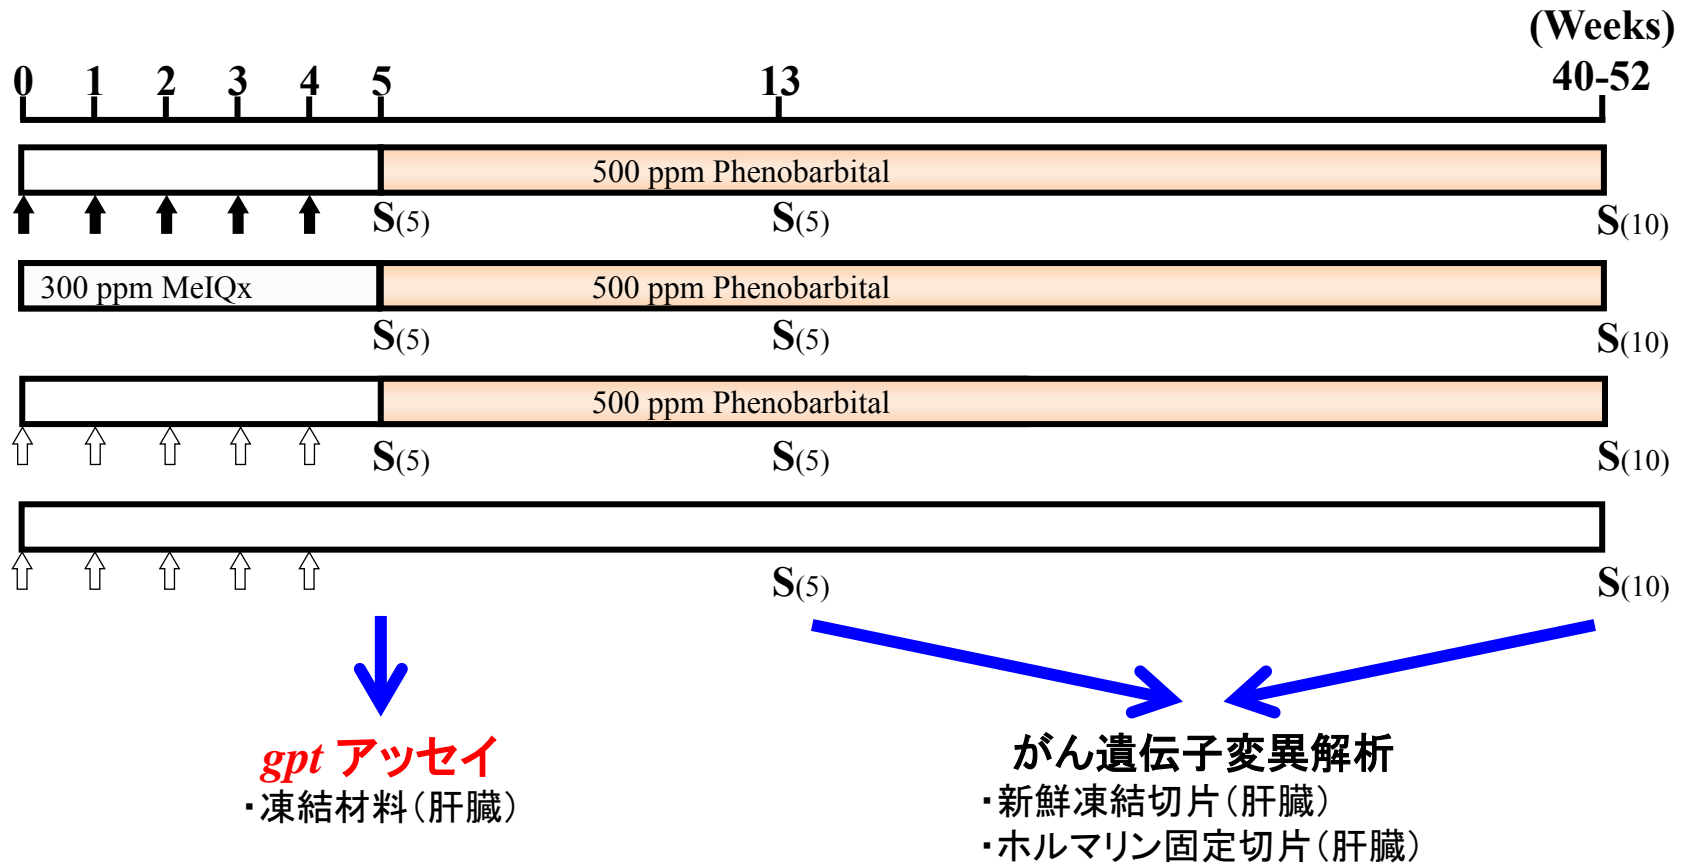 (Weeks)
0 1 2 3 4 5 13 40-52
500 ppm Phenobarbital
S(5) S(5) S(10)
300 ppm MeIQx 500 ppm Phenobarbital
S(5) S(5) S(10)
500 ppm Phenobarbital
S(5) S(5) S(10)
S(5) S(10)
gpt アッセイ
・凍結材料(肝臓)
がん遺伝子変異解析
・新鮮凍結切片(肝臓)
・ホルマリン固定切片(肝臓)